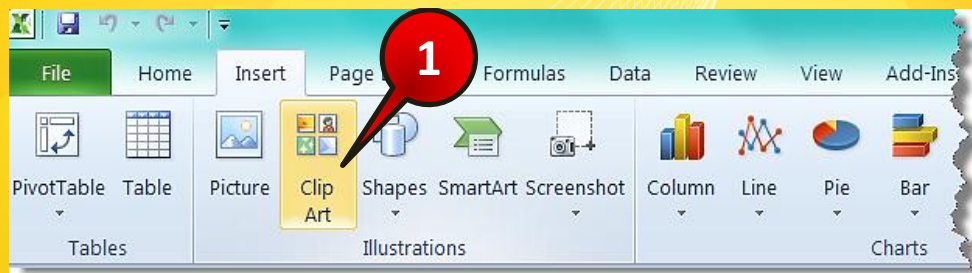 File Home Insert Page Formulas Data Review View Add-Ins
1
PivotTable Table Picture Clip Art Shapes SmartArt Screenshot Column Line Pie Bar
Tables Illustrations Charts